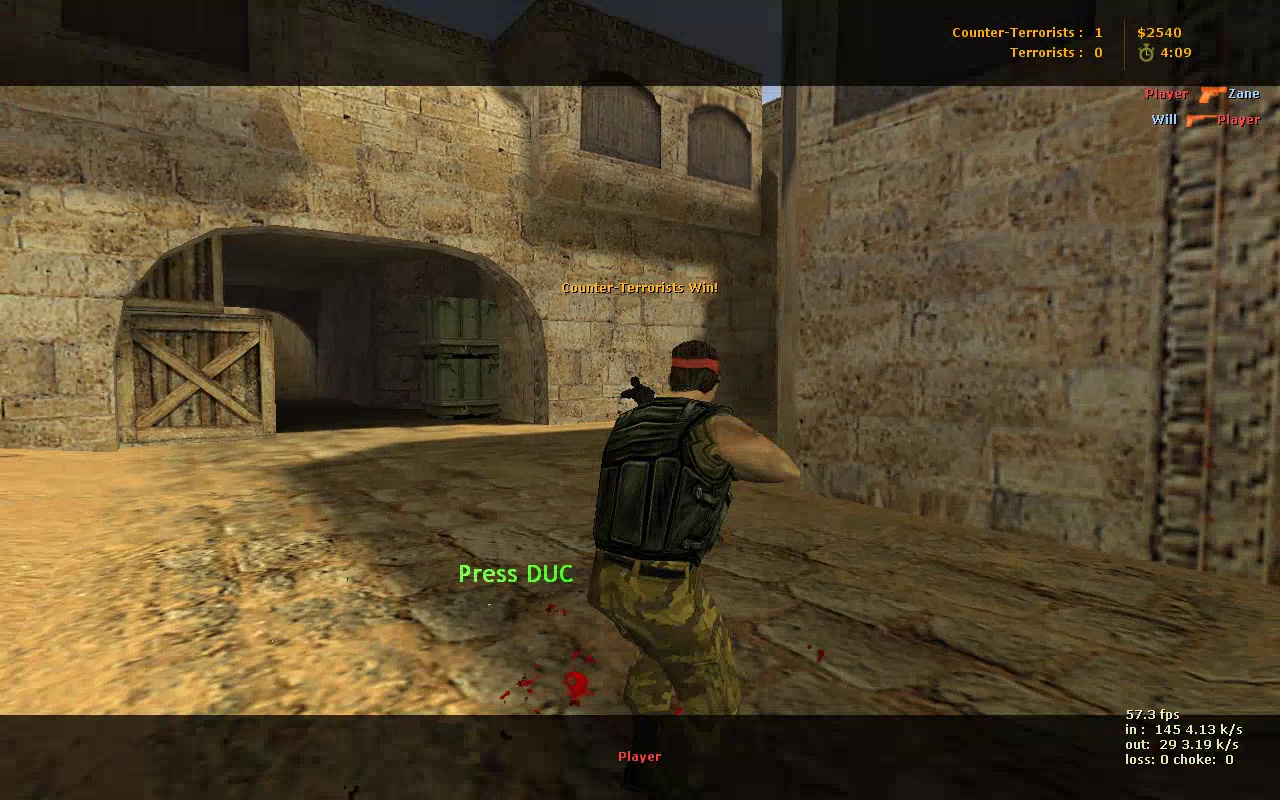 Counter-Terrorists : 1 $2540
Terrorists : 0 4:09
Player Zane
Will Player
Counter-Terrorists Win!
Press DUC
57.3 fps
in : 145 4.13 k/s
out: 29 3.19 k/s
loss: 0 choke: 0
Player